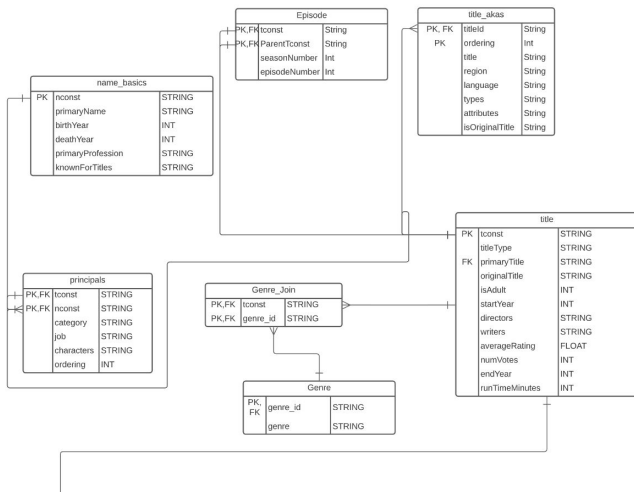 Episode
PK,FK tconst String
PK,FK ParentTconst String
seasonNumber Int
episodeNumber Int
title_akas
PK, FK titleId String
PK ordering Int
title String
region String
language String
types String
attributes String
isOriginalTitle String
name_basics
PK nconst STRING
primaryName STRING
birthYear INT
deathYear INT
primaryProfession STRING
knownForTitles STRING
title
PK tconst STRING
titleType STRING
FK primaryTitle STRING
originalTitle STRING
isAdult INT
startYear INT
directors STRING
writers STRING
averageRating FLOAT
numVotes INT
endYear INT
runTimeMinutes INT
principals
PK,FK tconst STRING
PK,FK nconst STRING
category STRING
job STRING
characters STRING
ordering INT
Genre_Join
PK,FK tconst STRING
PK,FK genre_id STRING
Genre
PK, FK genre_id STRING
genre STRING